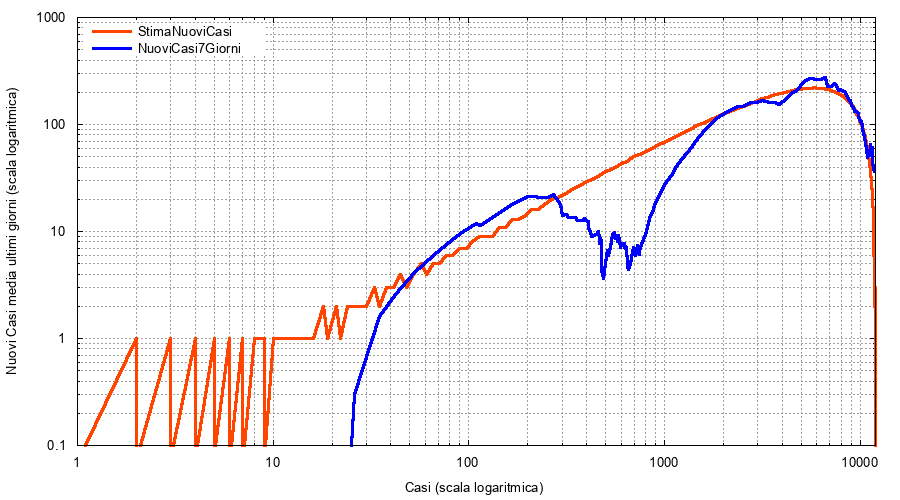 1000
StimaNuoviCasi
NuoviCasi7Giorni
100
10
1
0.1
Nuovi Casi media ultimi giorni (scala logaritmica)
1 10 100 1000 10000
Casi (scala logaritmica)